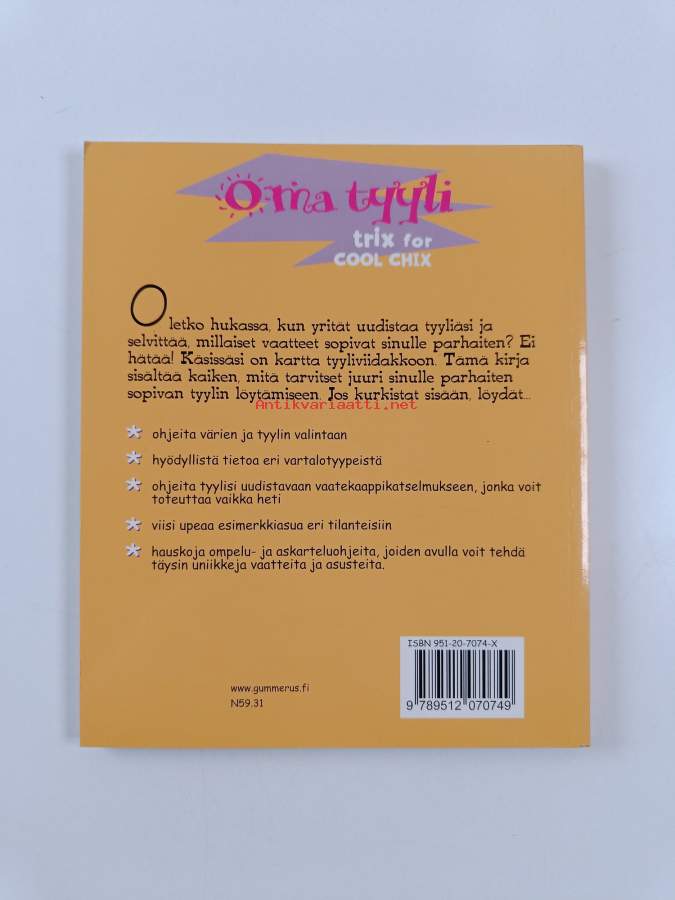 Oma tyyli
trix for
COOL CHIX
Oletko hukassa, kun yrität uudistaa tyyliäsi ja
selvittää, millaiset vaatteet sopivat sinulle parhaiten? Ei
hätää! Käsissäsi on kartta tyyliviidakkoon. Tämä kirja
sisältää kaiken, mitä tarvitset juuri sinulle parhaiten
sopivan tyylin löytämiseen. Jos kurkistat sisään, löydät...
Antikvariaatti.net
* ohjeita värien ja tyylin valintaan
* hyödyllistä tietoa eri vartalotyypeistä
* ohjeita tyylisi uudistavaan vaatekaappikatselmukseen, jonka voit
toteuttaa vaikka heti
* viisi upeaa esimerkkiasua eri tilanteisiin
* hauskoja ompelu- ja askarteluohjeita, joiden avulla voit tehdä
täysin uniikkeja vaatteita ja asusteita.
ISBN 951-20-7074-X
9 789512 070749
www.gummerus.fi
N59.31